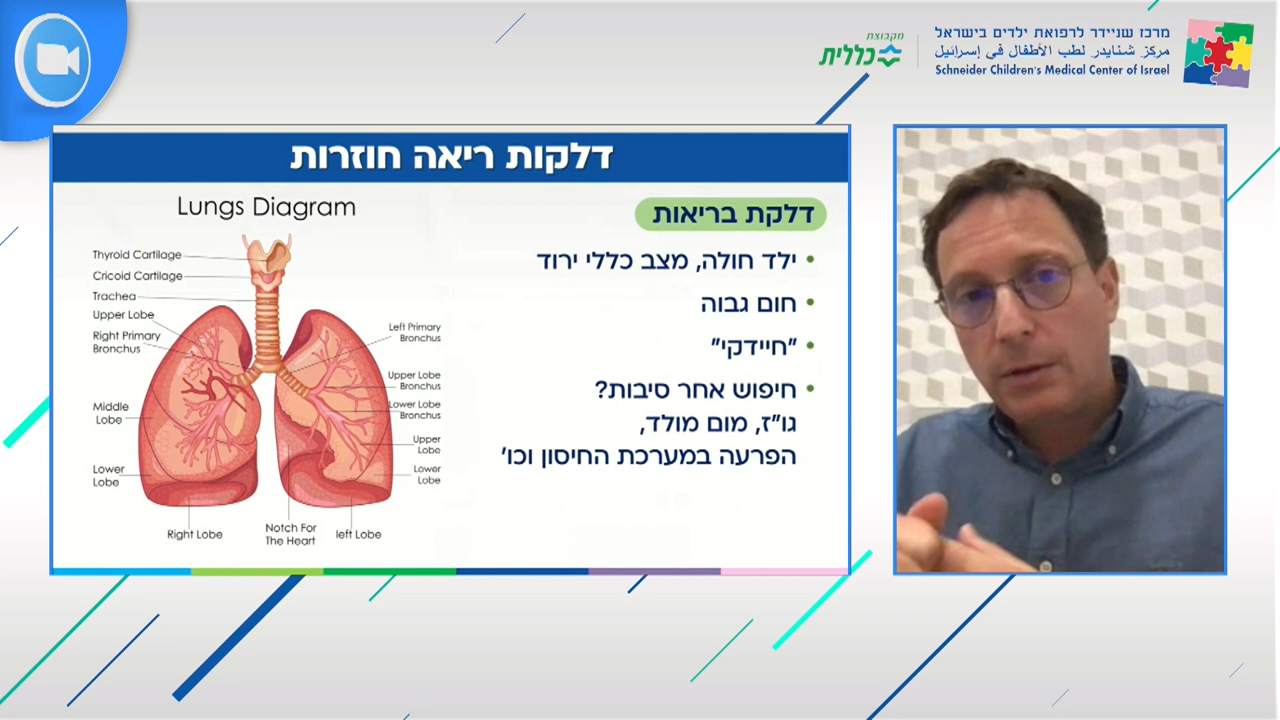 מקבוצת
כללית
מרכז שניידר לרפואת ילדים בישראל
مركز شنايدر لطب الأطفال في إسرائيل
Schneider Children's Medical Center of Israel
דלקות ריאה חוזרות
דלקת בריאות
• ילד חולה, מצב כללי ירוד
• חום גבוה
• "חיידקי"
• חיפוש אחר סיבות?
גו"ז, מום מולד,
הפרעה במערכת החיסון וכו'
Lungs Diagram
Thyroid Cartilage
Cricoid Cartilage
Trachea
Upper Lobe
Right Primary
Bronchus
Middle
Lobe
Lower
Lobe
Left Primary
Bronchus
Upper Lobe
Bronchus
Lower Lobe
Bronchus
Upper
Lobe
Lower
Lobe
Right Lobe
Notch For
The Heart
left Lobe